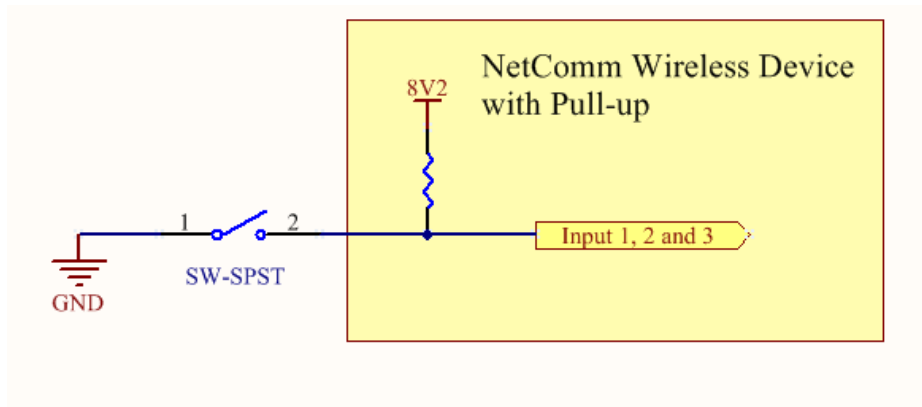 NetComm Wireless Device
with Pull-up
8V2
1
2
Input 1, 2 and 3
SW-SPST
GND